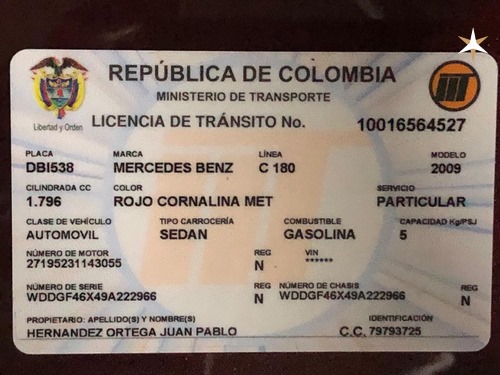 REPÚBLICA DE COLOMBIA
MINISTERIO DE TRANSPORTE
Libertad y Orden
LICENCIA DE TRÁNSITO No. 10016564527
PLACA MARCA LÍNEA MODELO
DBI538 MERCEDES BENZ C 180 2009
CILINDRADA CC COLOR SERVICIO
1.796 ROJO CORNALINA MET PARTICULAR
CLASE DE VEHÍCULO TIPO CARROCERÍA COMBUSTIBLE CAPACIDAD Kg/PSJ
AUTOMOVIL SEDAN GASOLINA 5
NÚMERO DE MOTOR REG VIN
27195231143055 N ******
NÚMERO DE SERIE REG NÚMERO DE CHASIS REG
WDDGF46X49A222966 N WDDGF46X49A222966 N
PROPIETARIO: APELLIDO(S) Y NOMBRE(S) IDENTIFICACIÓN
HERNANDEZ ORTEGA JUAN PABLO C.C. 79793725